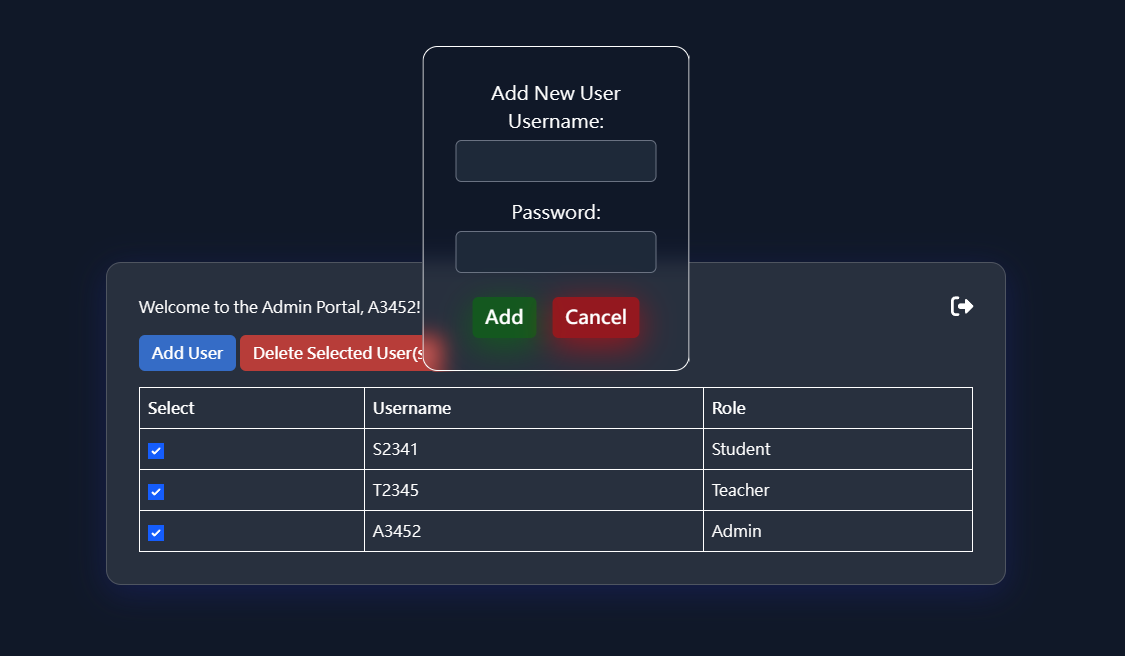 Add New User
Username:
Password:
Add Cancel
Welcome to the Admin Portal, A3452!
Add User Delete Selected User(s
Select Username Role
S2341 Student
T2345 Teacher
A3452 Admin